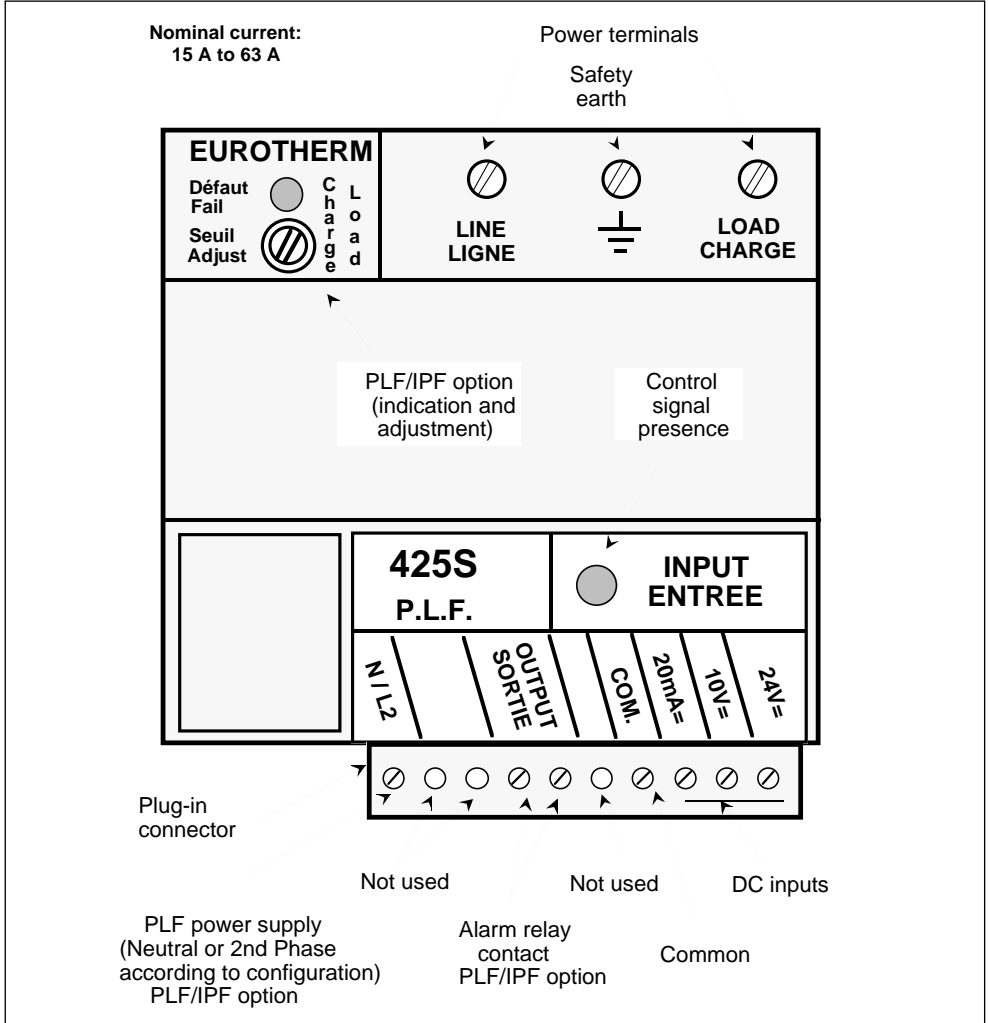 Nominal current:
15 A to 63 A
Power terminals
Safety
earth
EUROTHERM
Défaut
Fail
Seuil
Adjust
Charge
Load
LINE
LIGNE
LOAD
CHARGE
PLF/IPF option
(indication and
adjustment)
Control
signal
presence
425S
P.L.F.
INPUT
ENTREE
N / L2
OUTPUT
SORTIE
COM.
20mA=
10V=
24V=
Plug-in
connector
Not used
Not used
DC inputs
PLF power supply
(Neutral or 2nd Phase
according to configuration)
PLF/IPF option
Alarm relay
contact
PLF/IPF option
Common